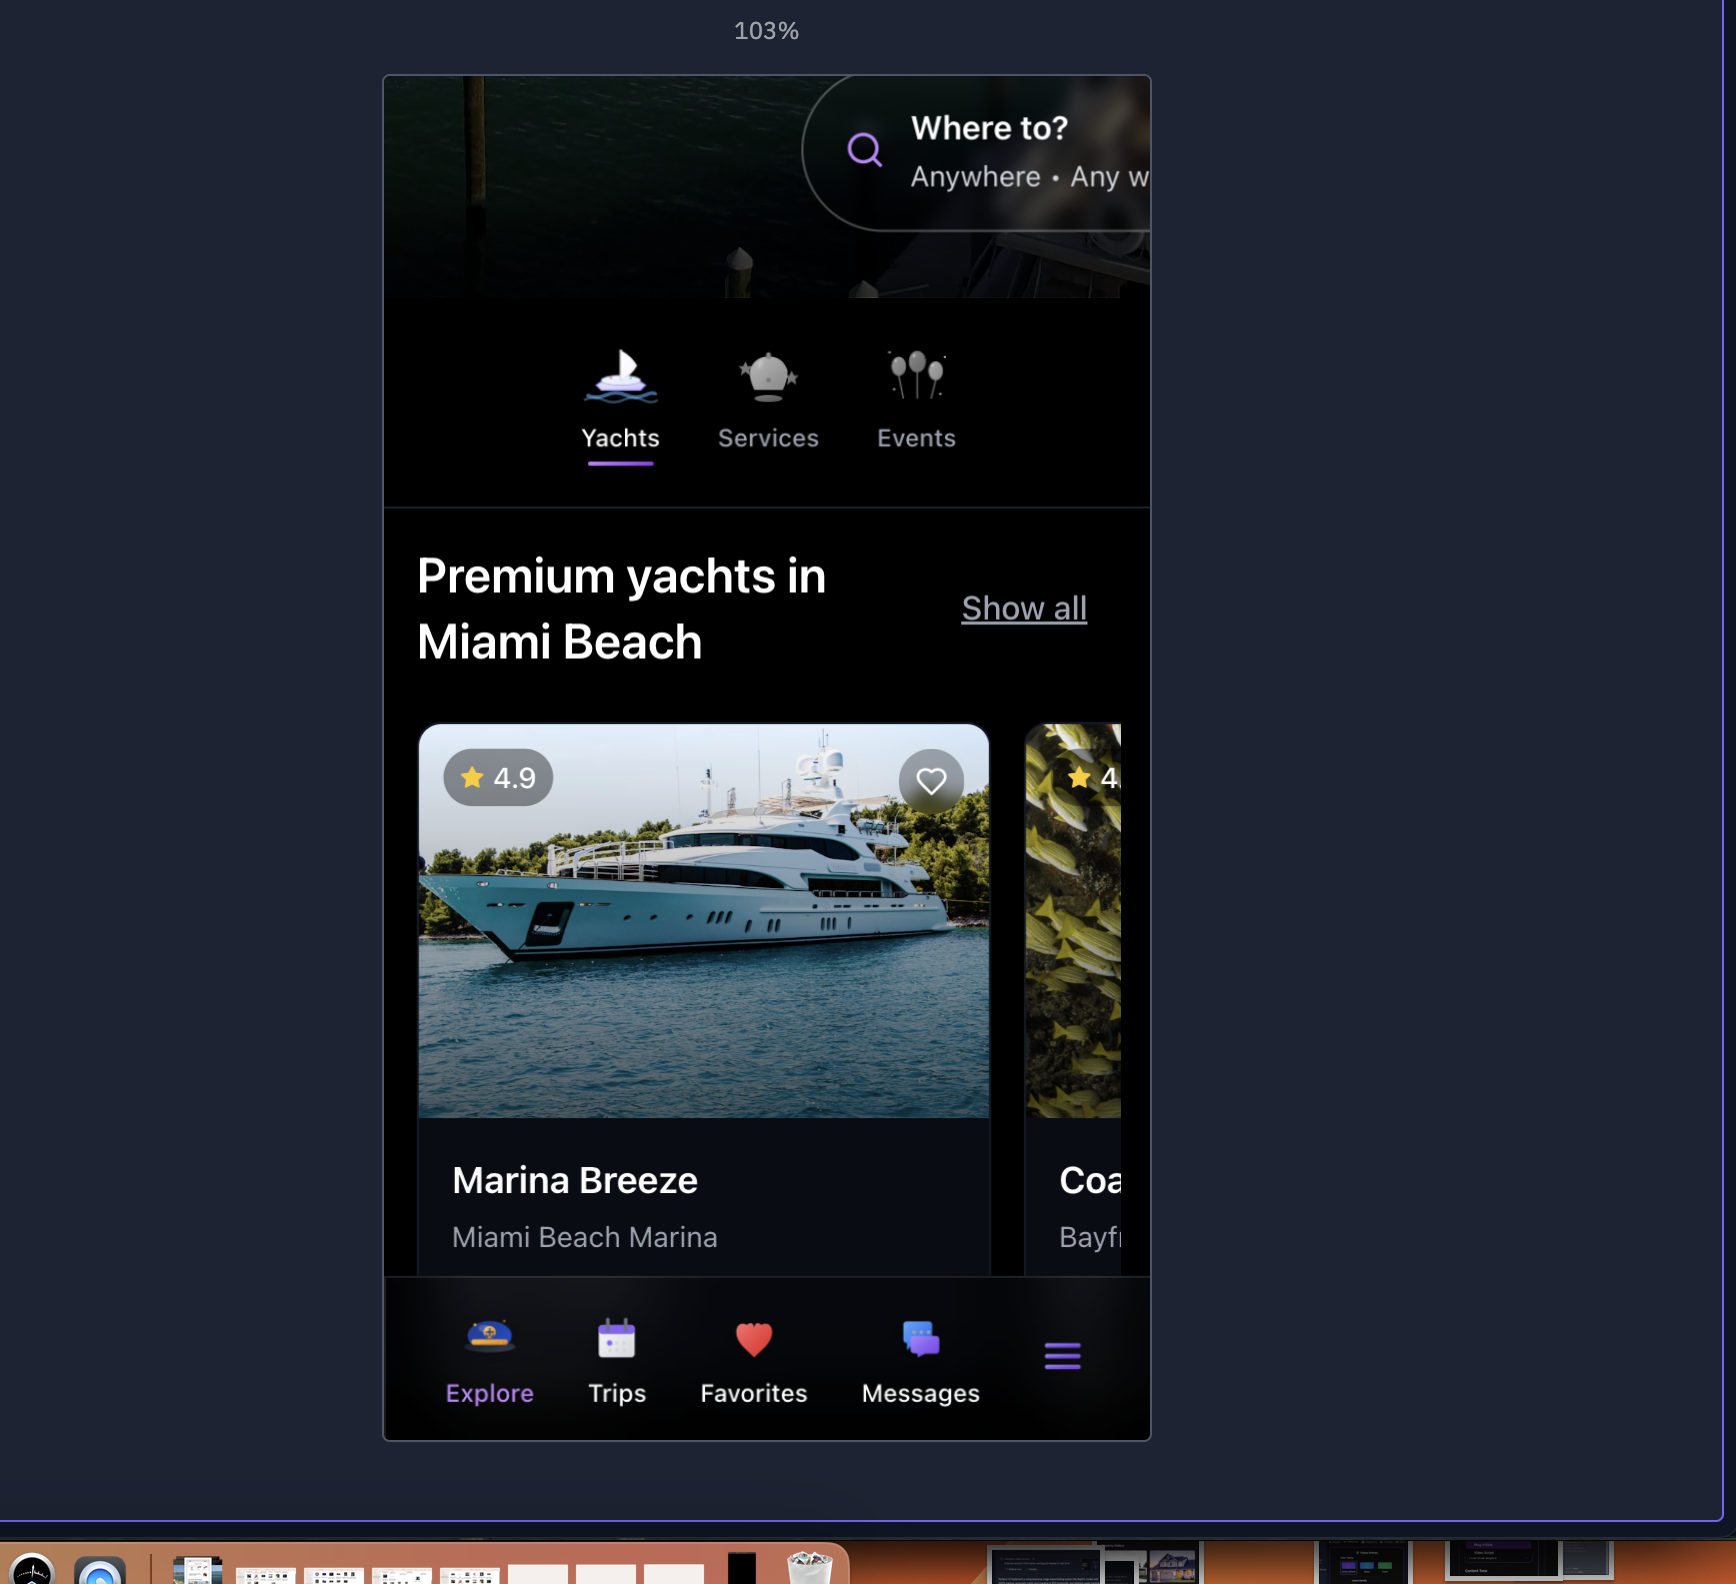 103%
Where to?
Anywhere • Any w
Yachts
Services
Events
Premium yachts in
Miami Beach
Show all
4.9
4.
Marina Breeze
Miami Beach Marina
Coa
Bayfr
Explore
Trips
Favorites
Messages